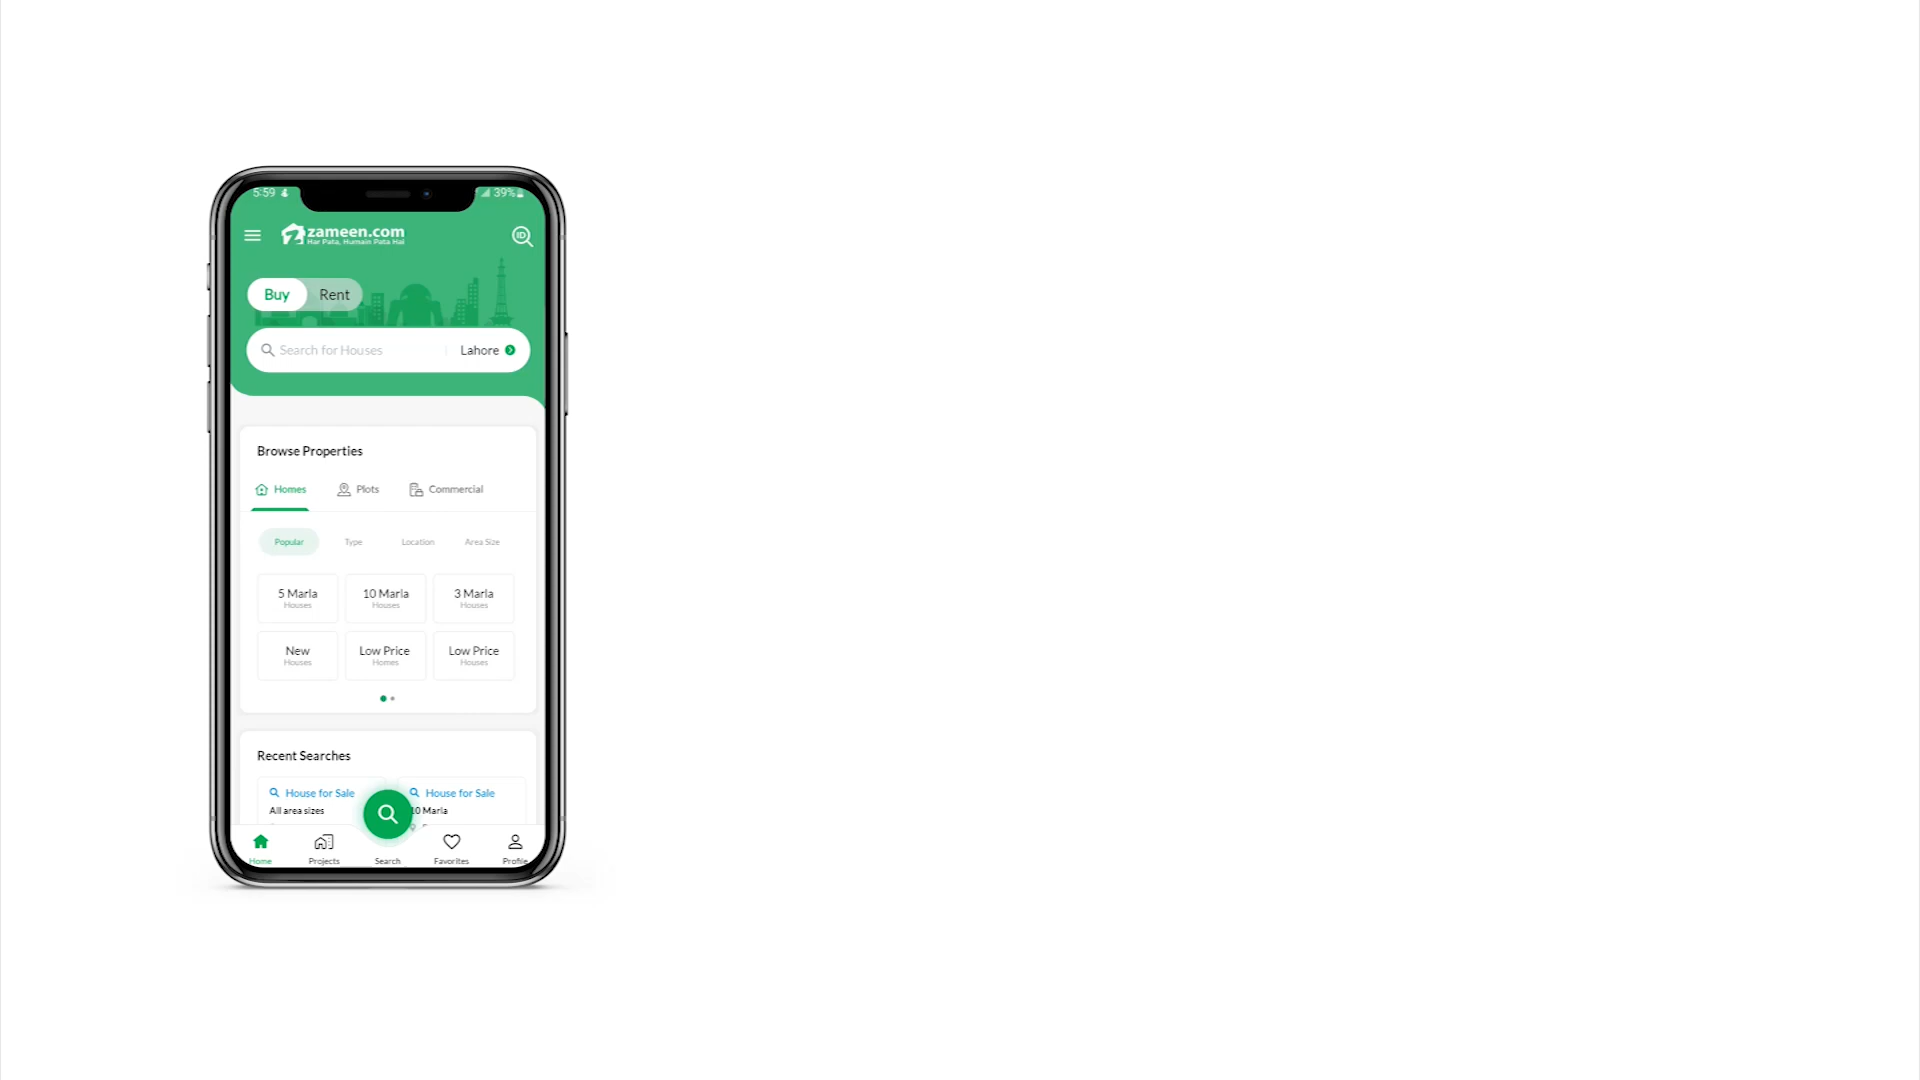 5:59
39%
zameen.com
Har Pata, Humain Pata Hai
ID
Buy Rent
Search for Houses Lahore
Browse Properties
Homes Plots Commercial
Popular Type Location Area Size
5 Marla 10 Marla 3 Marla
Houses Houses Houses
New Low Price Low Price
Houses Homes Houses
Recent Searches
House for Sale House for Sale
All area sizes 10 Marla
Home Projects Search Favorites Profile